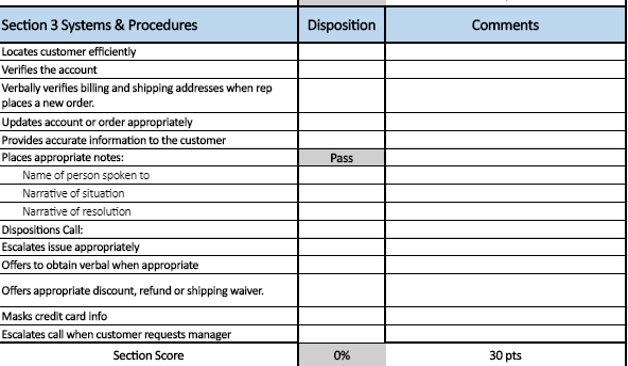 Section 3 Systems & Procedures Disposition Comments
Locates customer efficiently
Verifies the account
Verbally verifies billing and shipping addresses when rep
places a new order.
Updates account or order appropriately
Provides accurate information to the customer
Places appropriate notes: Pass
Name of person spoken to
Narrative of situation
Narrative of resolution
Dispositions Call:
Escalates issue appropriately
Offers to obtain verbal when appropriate
Offers appropriate discount, refund or shipping waiver.
Masks credit card info
Escalates call when customer requests manager
Section Score 0% 30 pts